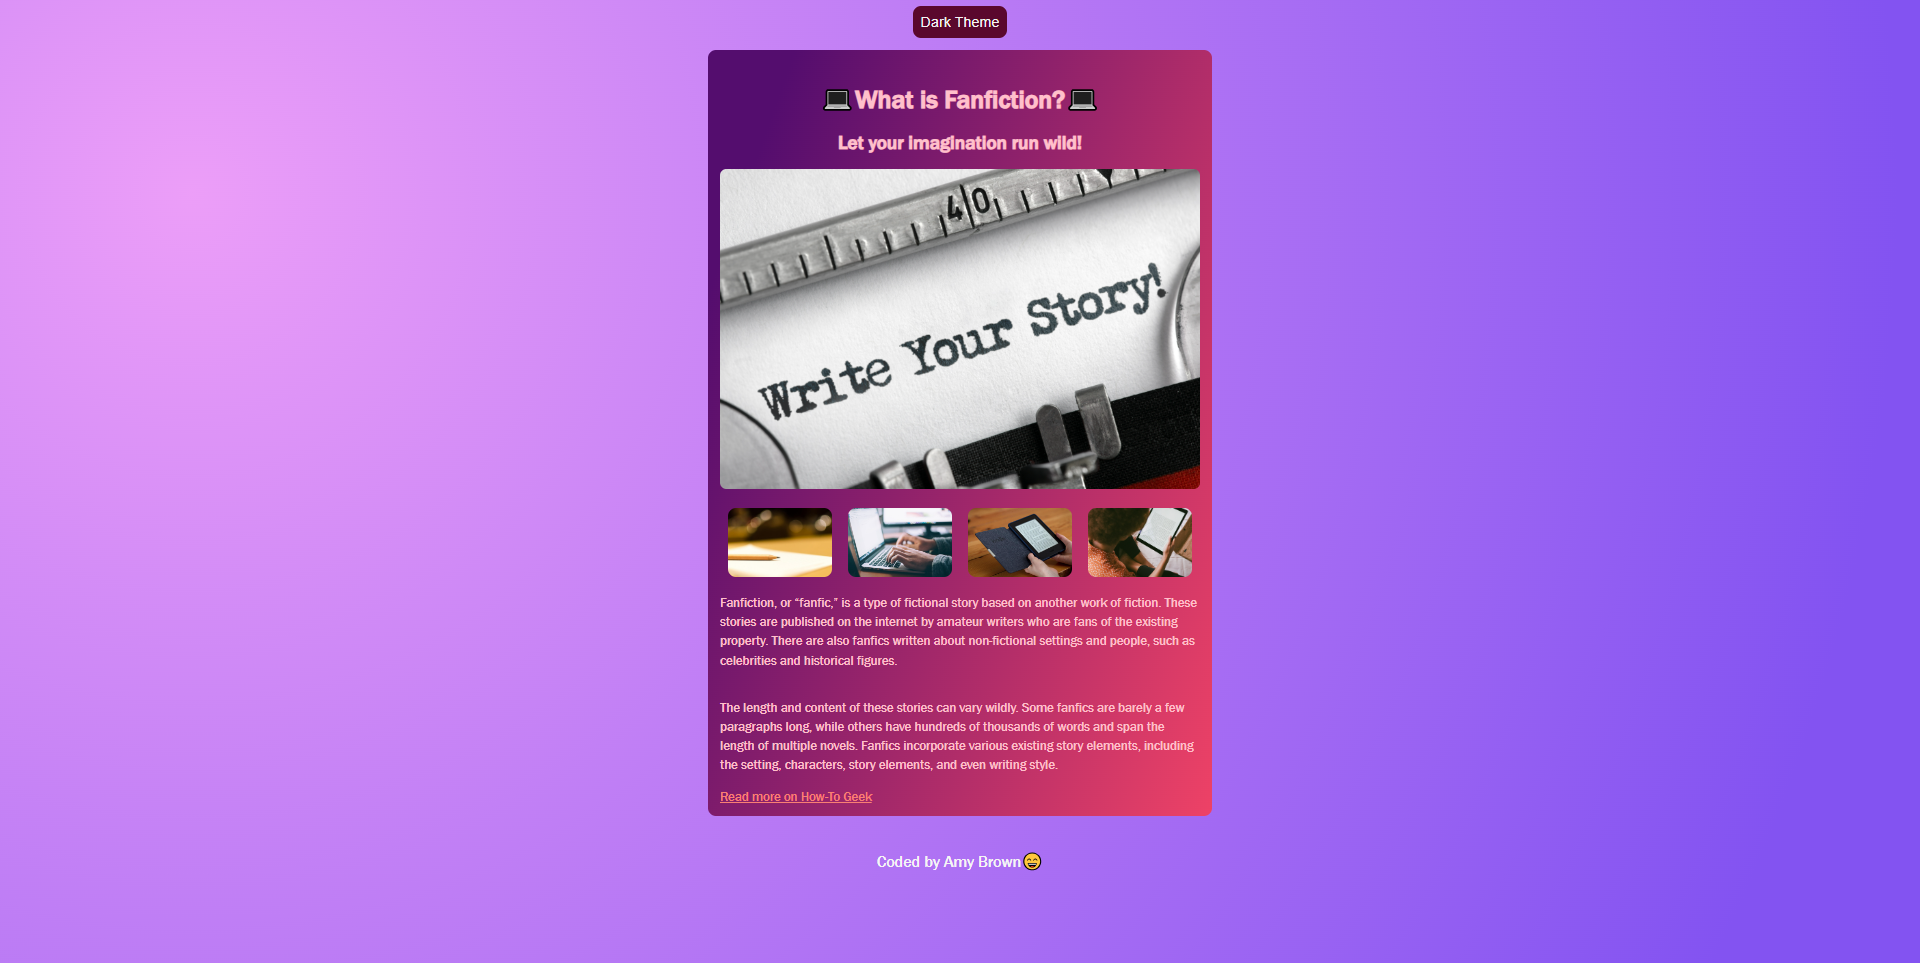 Dark Theme
💻What is Fanfiction?💻
Let your imagination run wild!
40
Write Your Story!
Fanfiction, or “fanfic,” is a type of fictional story based on another work of fiction. These
stories are published on the internet by amateur writers who are fans of the existing
property. There are also fanfics written about non-fictional settings and people, such as
celebrities and historical figures.
The length and content of these stories can vary wildly. Some fanfics are barely a few
paragraphs long, while others have hundreds of thousands of words and span the
length of multiple novels. Fanfics incorporate various existing story elements, including
the setting, characters, story elements, and even writing style.
Read more on How-To Geek
Coded by Amy Brown😄